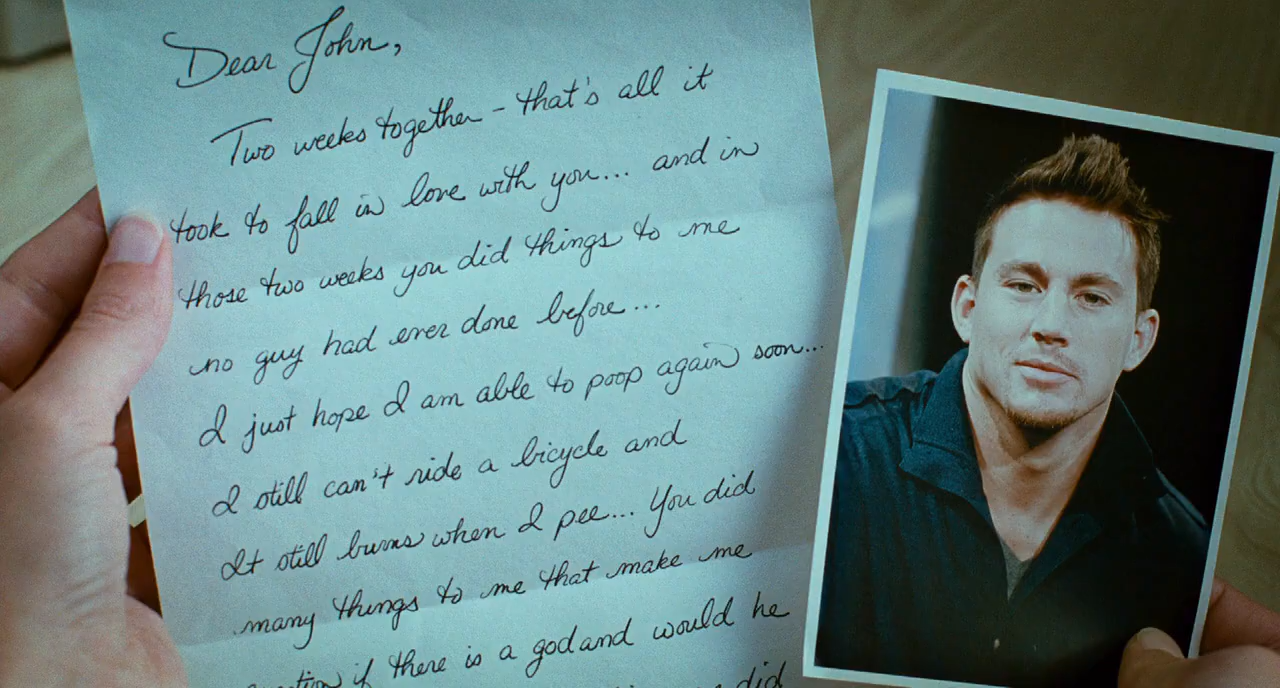 Dear John,
Two weeks together - that's all it
took to fall in love with you... and in
those two weeks you did things to me
no guy had ever done before...
I just hope I am able to poop again soon...
I still can't ride a bicycle and
It still burns when I pee... You did
many things to me that make me
if there is a god and would he
did